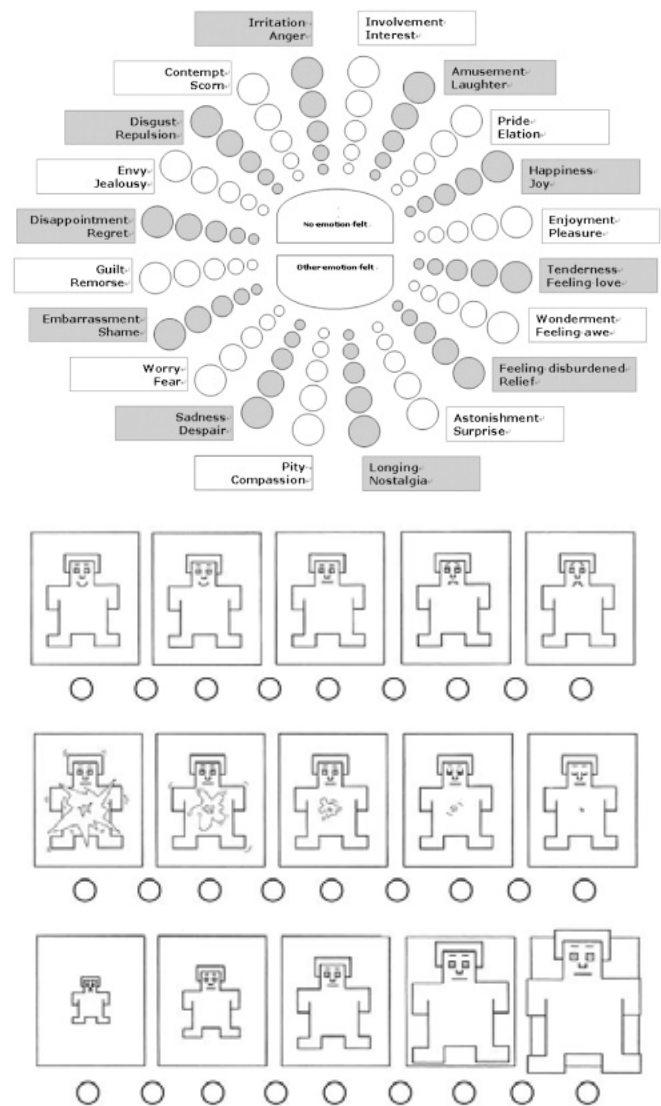 Irritation
Anger
Involvement
Interest
Contempt
Scorn
Amusement
Laughter
Disgust
Repulsion
Pride
Elation
Envy
Jealousy
Happiness
Joy
Disappointment
Regret
No emotion felt
Enjoyment
Pleasure
Guilt
Remorse
Other emotion felt
Tenderness
Feeling love
Embarrassment
Shame
Wonderment
Feeling awe
Worry
Fear
Feeling disburdened
Relief
Sadness
Despair
Astonishment
Surprise
Pity
Compassion
Longing
Nostalgia